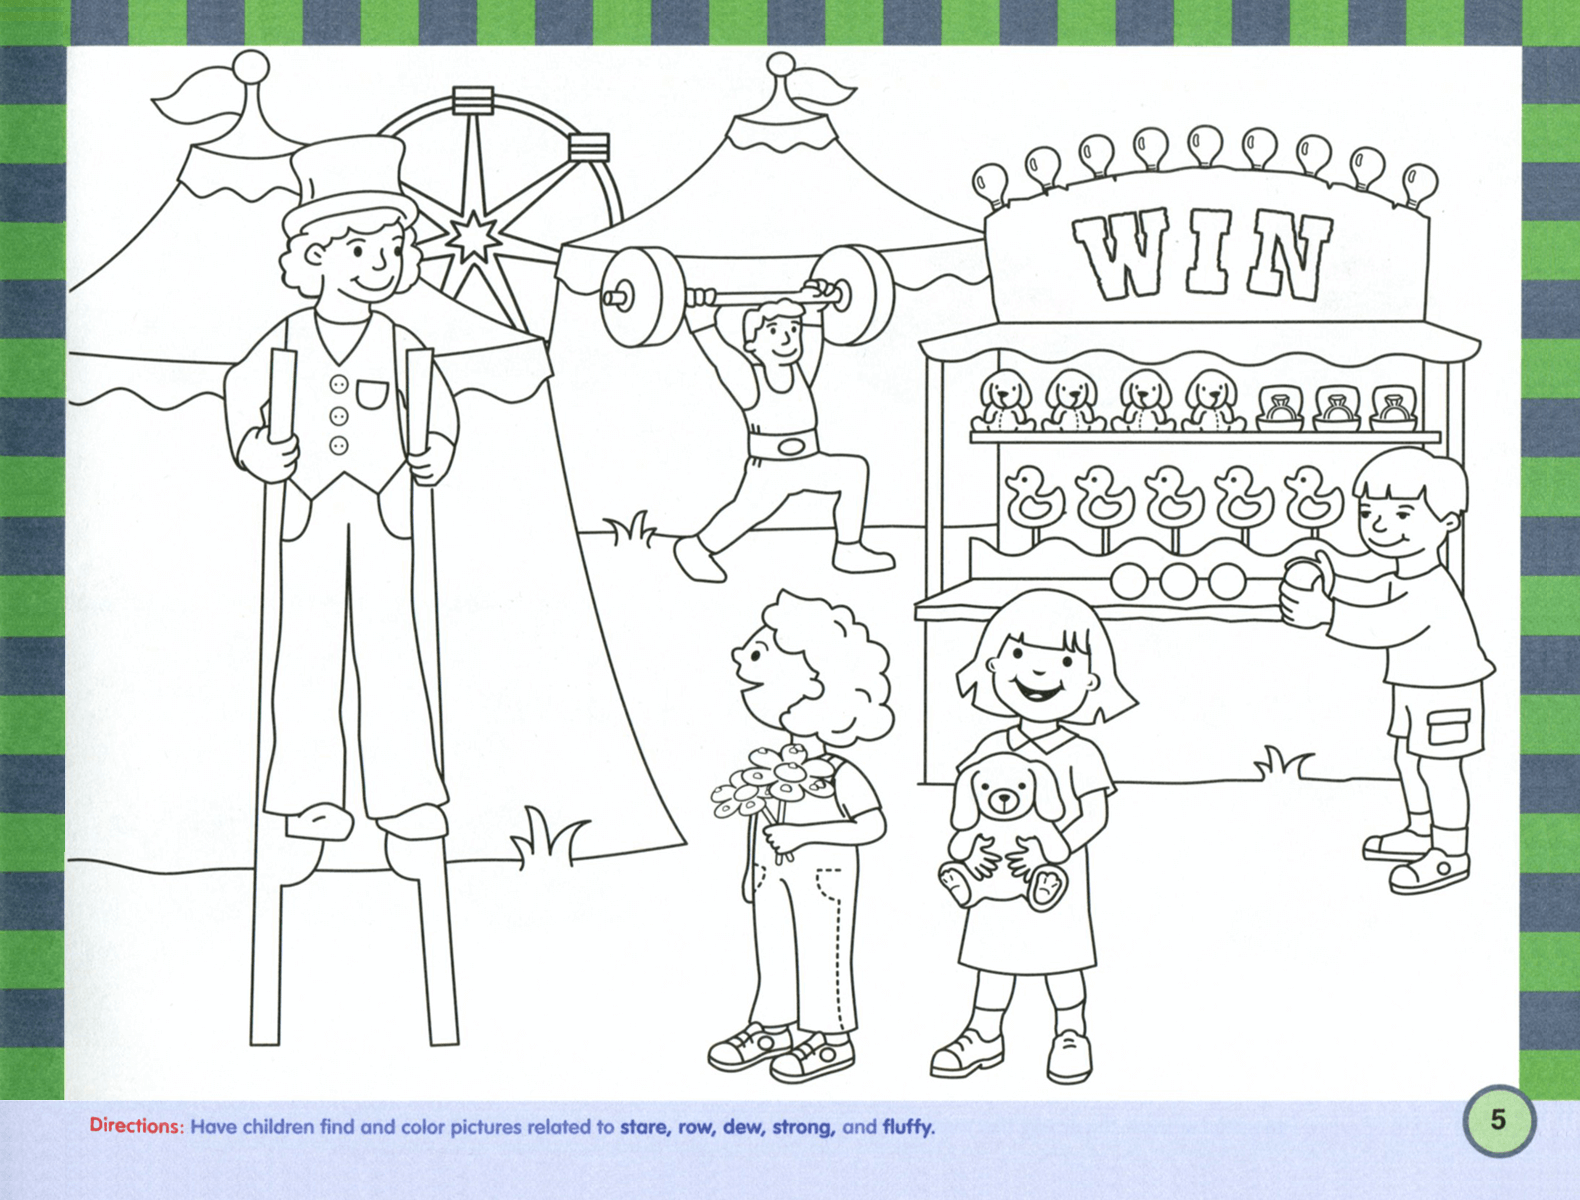 WIN
Directions: Have children find and color pictures related to stare, row, dew, strong, and fluffy.
5